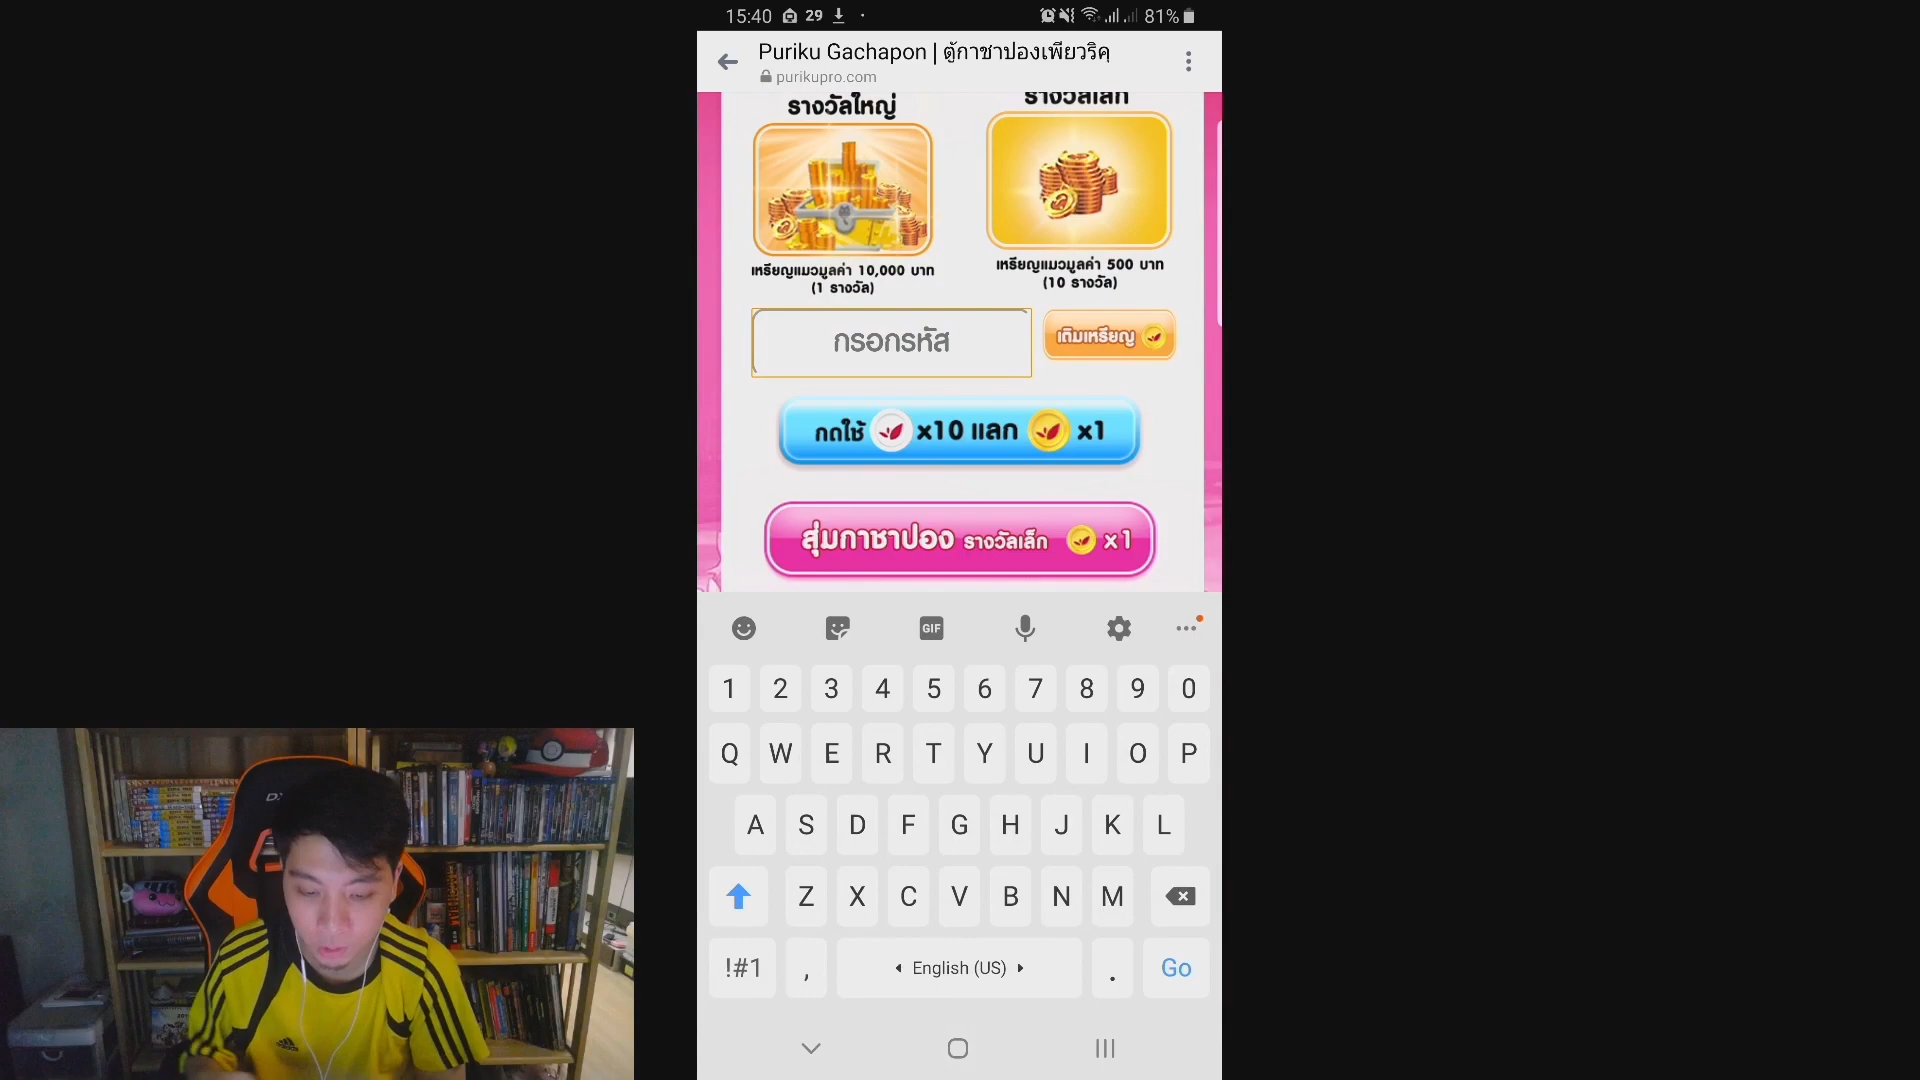 15:40 29 81%
Puriku Gachapon | ตู้กาชาปองเพียวริคุ
purikupro.com
รางวัลใหญ่
รางวัลเล็ก
เหรียญแมวมูลค่า 10,000 บาท
(1 รางวัล)
เหรียญแมวมูลค่า 500 บาท
(10 รางวัล)
กรอกรหัส
เติมเหรียญ
กดใช้ x10 แลก x1
สุ่มกาชาปอง รางวัลเล็ก x1
GIF
1 2 3 4 5 6 7 8 9 0
Q W E R T Y U I O P
A S D F G H J K L
Z X C V B N M
!#1 , English (US) . Go